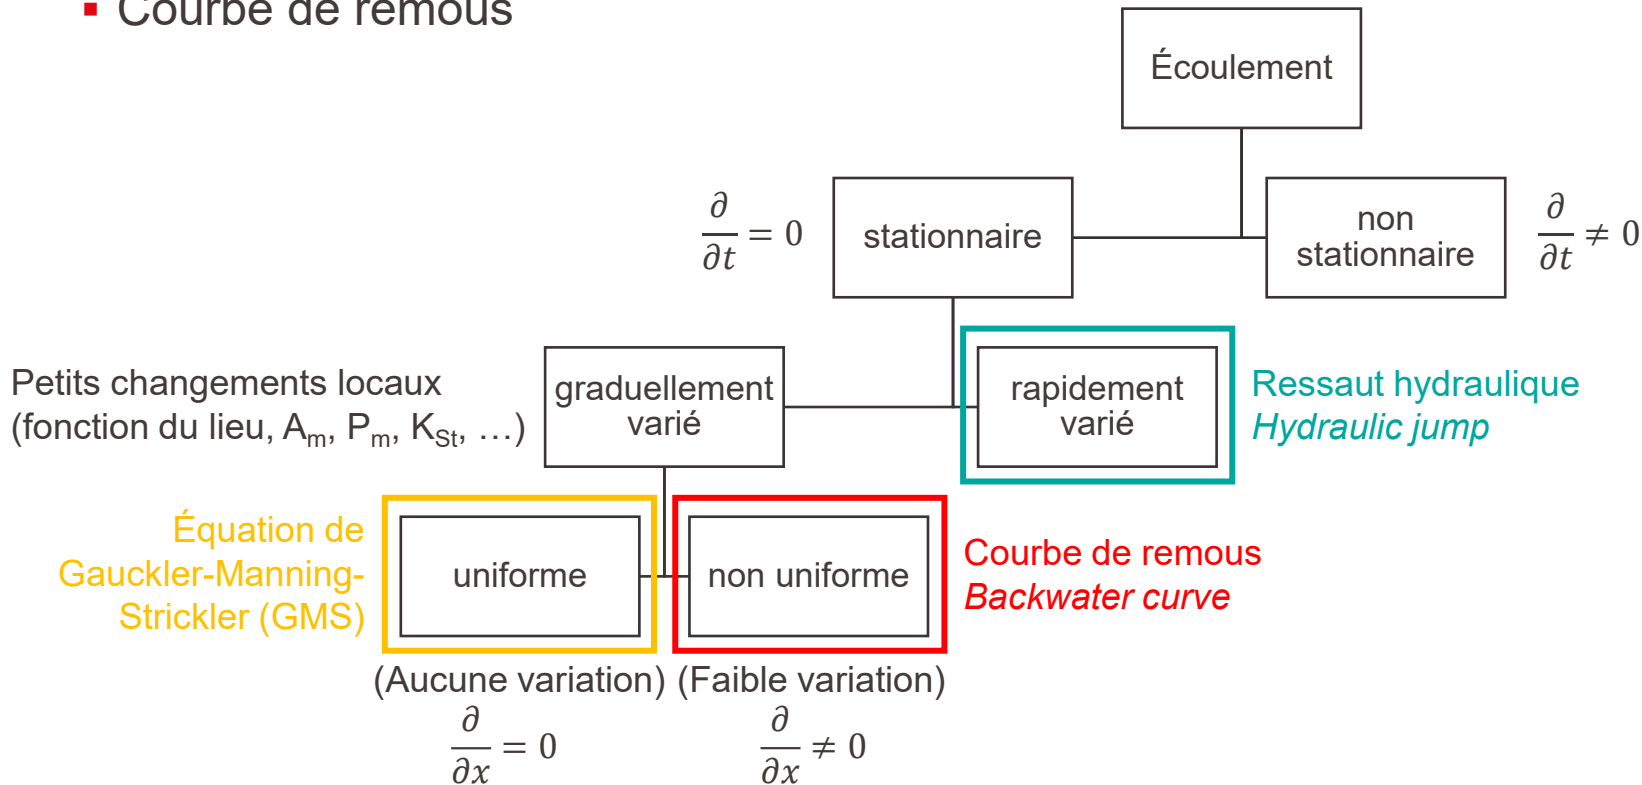 ▪ Courbe de remous
Écoulement
∂/∂t = 0
stationnaire
non
stationnaire
∂/∂t ≠ 0
Petits changements locaux
(fonction du lieu, Aₘ, Pₘ, K_St, …)
graduellement
varié
rapidement
varié
Ressaut hydraulique
Hydraulic jump
Équation de
Gauckler-Manning-
Strickler (GMS)
uniforme
non uniforme
Courbe de remous
Backwater curve
(Aucune variation) (Faible variation)
∂/∂x = 0
∂/∂x ≠ 0